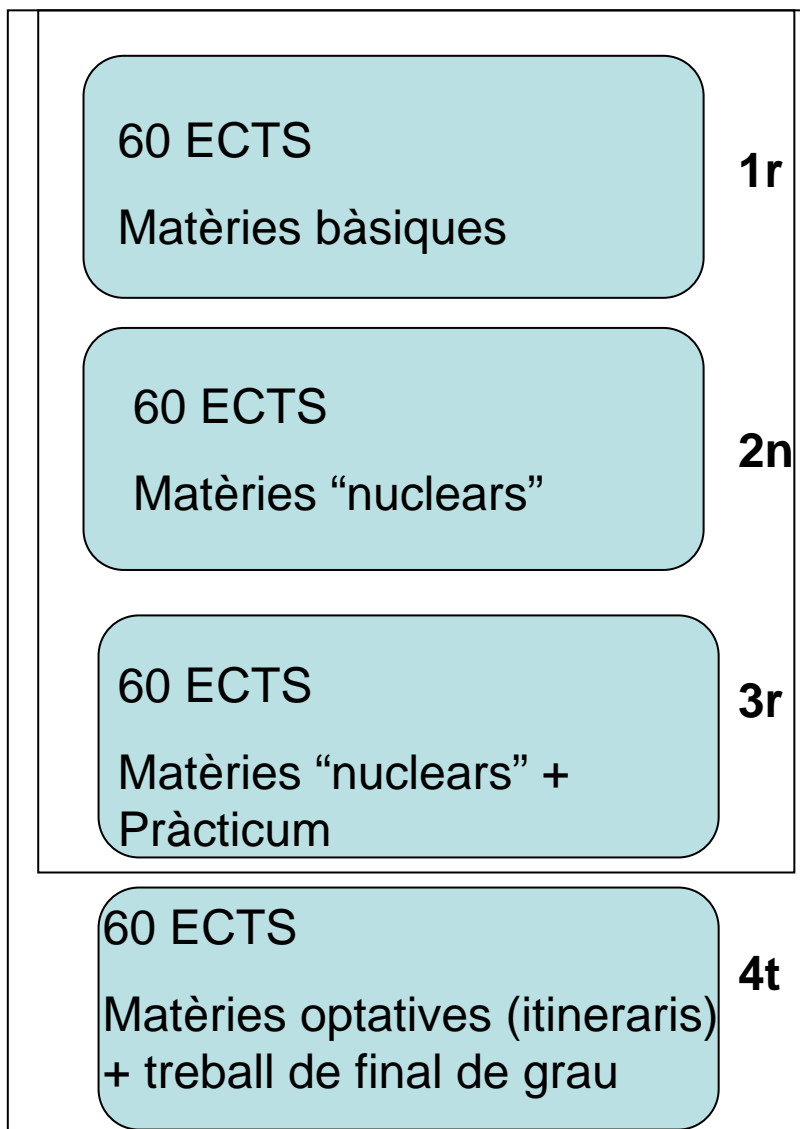 60 ECTS
Matèries bàsiques
1r
60 ECTS
Matèries “nuclears”
2n
60 ECTS
Matèries “nuclears” +
Pràcticum
3r
60 ECTS
Matèries optatives (itineraris)
+ treball de final de grau
4t